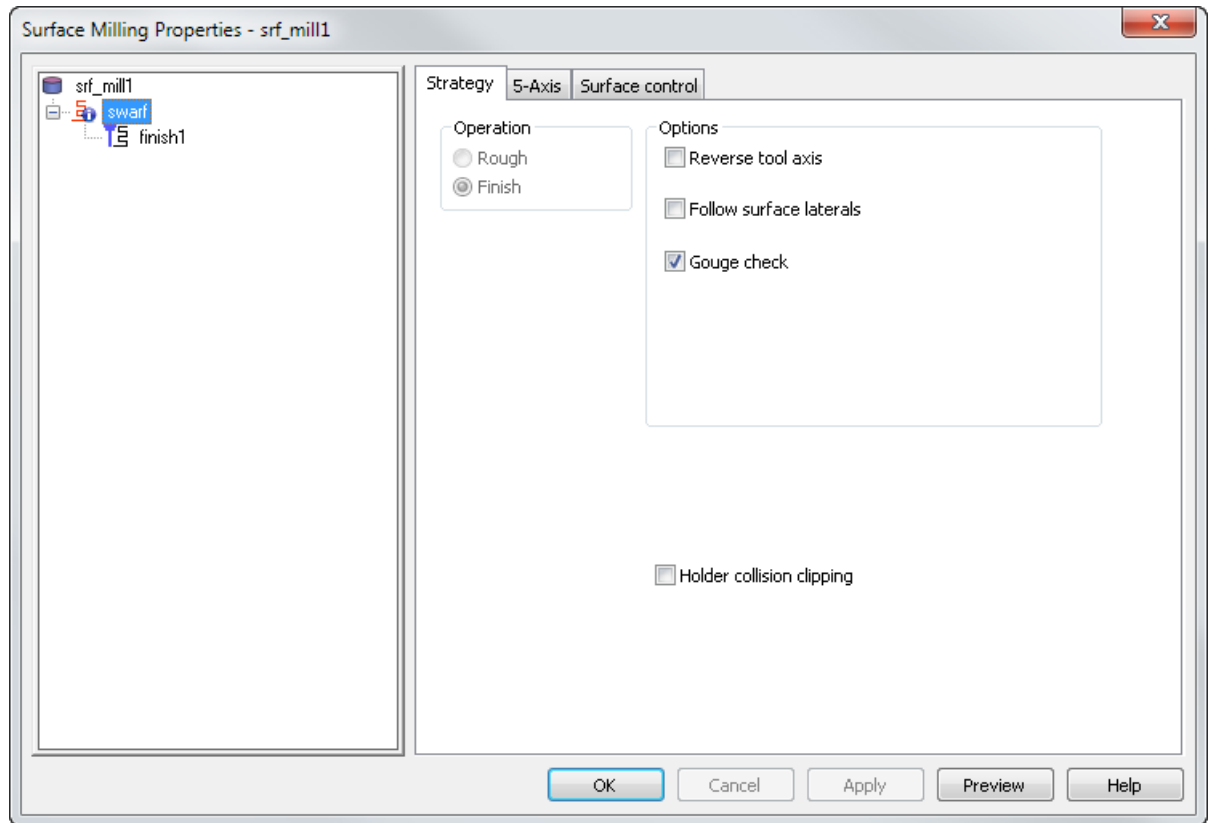 Surface Milling Properties - srf_mill1
srf_mill1
swarf
finish1
Strategy
5-Axis
Surface control
Operation
Rough
Finish
Options
Reverse tool axis
Follow surface laterals
Gouge check
Holder collision clipping
OK
Cancel
Apply
Preview
Help